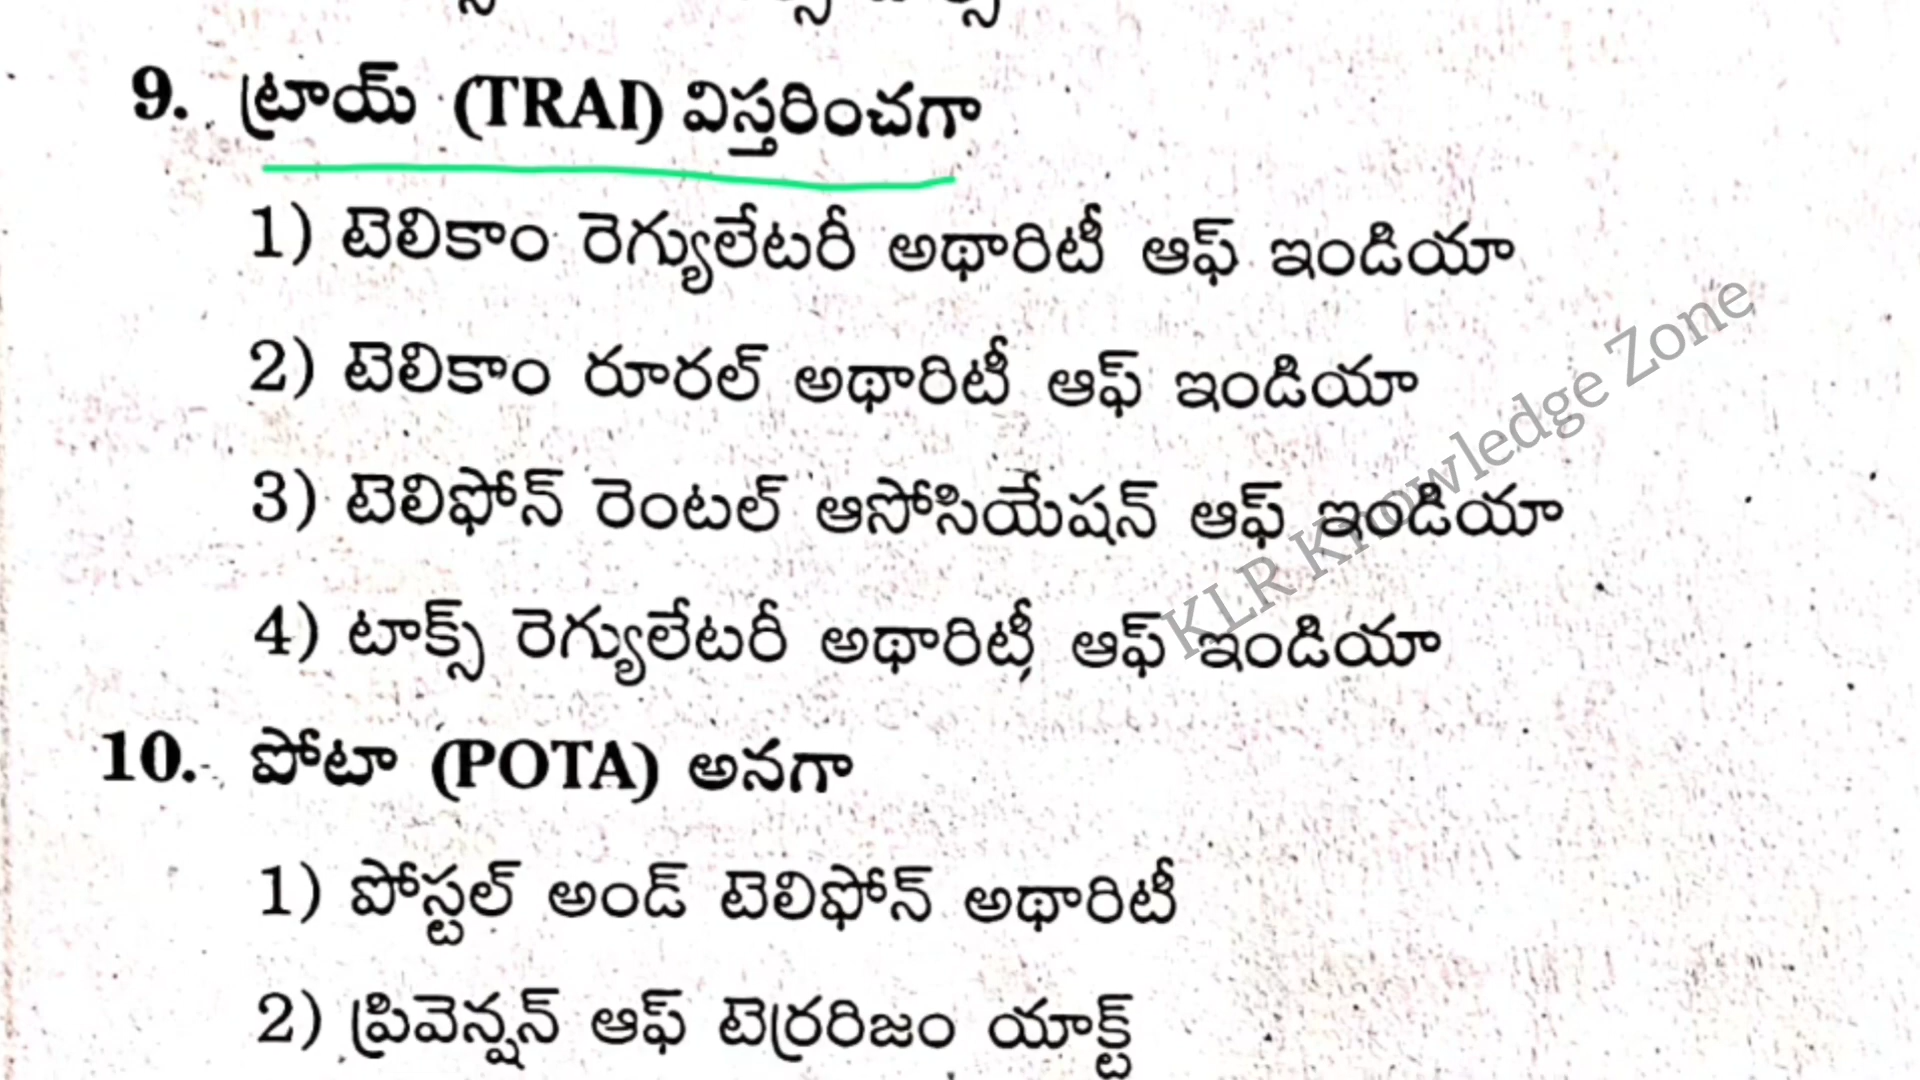 9. ట్రాయ్ (TRAI) విస్తరించగా
1) టెలికాం రెగ్యులేటరీ అథారిటీ ఆఫ్ ఇండియా
2) టెలికాం రూరల్ అథారిటీ ఆఫ్ ఇండియా
3) టెలిఫోన్ రెంటల్ ఆసోసియేషన్ ఆఫ్ ఇండియా
4) టాక్స్ రెగ్యులేటరీ అథారిటీ ఆఫ్ ఇండియా
KLR Knowledge Zone
10. పోటా (POTA) అనగా
1) పోస్టల్ అండ్ టెలిఫోన్ అథారిటీ
2) ప్రివెన్షన్ ఆఫ్ టెర్రరిజం యాక్ట్